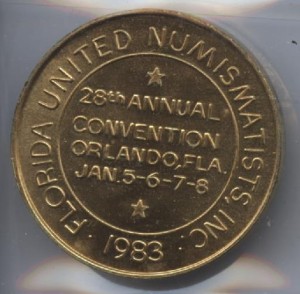 · FLORIDA UNITED NUMISMATISTS, INC. ·
28th ANNUAL
CONVENTION
ORLANDO, FLA.
JAN. 5-6-7-8
1983